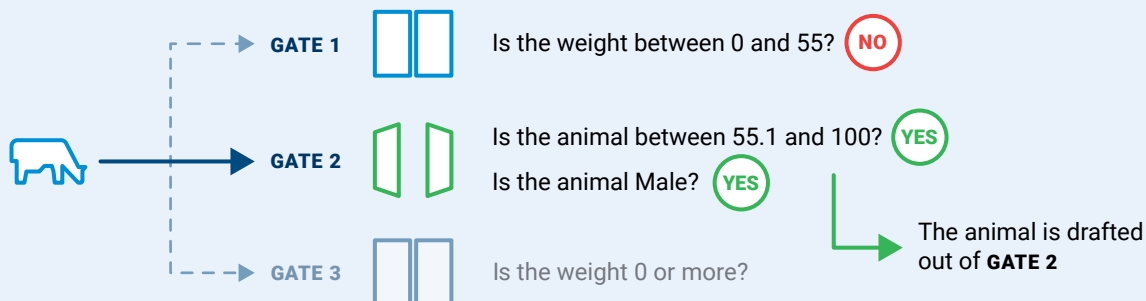 GATE 1
Is the weight between 0 and 55?
NO
GATE 2
Is the animal between 55.1 and 100?
YES
Is the animal Male?
YES
The animal is drafted
out of GATE 2
GATE 3
Is the weight 0 or more?